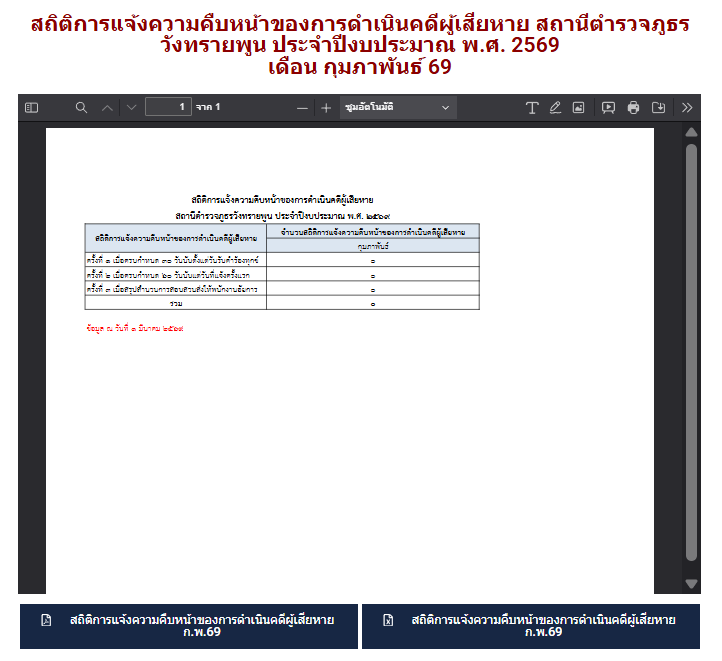 สถิติการแจ้งความคืบหน้าของการดำเนินคดีผู้เสียหาย สถานีตำรวจภูธร
วังทรายพูน ประจำปีงบประมาณ พ.ศ. 2569
เดือน กุมภาพันธ์ 69
1 จาก 1
ซูมอัตโนมัติ
สถิติการแจ้งความคืบหน้าของการดำเนินคดีผู้เสียหาย
สถานีตำรวจภูธรวังทรายพูน ประจำปีงบประมาณ พ.ศ. ๒๕๖๙
สถิติการแจ้งความคืบหน้าของการดำเนินคดีผู้เสียหาย
จำนวนสถิติการแจ้งความคืบหน้าของการดำเนินคดีผู้เสียหาย
กุมภาพันธ์
ครั้งที่ ๑ เมื่อครบกำหนด ๓๐ วันนับตั้งแต่วันรับคำร้องทุกข์ ๐
ครั้งที่ ๒ เมื่อครบกำหนด ๖๐ วันนับแต่วันที่แจ้งครั้งแรก ๐
ครั้งที่ ๓ เมื่อสรุปสำนวนการสอบสวนส่งให้พนักงานอัยการ ๐
รวม ๐
ข้อมูล ณ วันที่ ๑ มีนาคม ๒๕๖๙
สถิติการแจ้งความคืบหน้าของการดำเนินคดีผู้เสียหาย
ก.พ.69
สถิติการแจ้งความคืบหน้าของการดำเนินคดีผู้เสียหาย
ก.พ.69